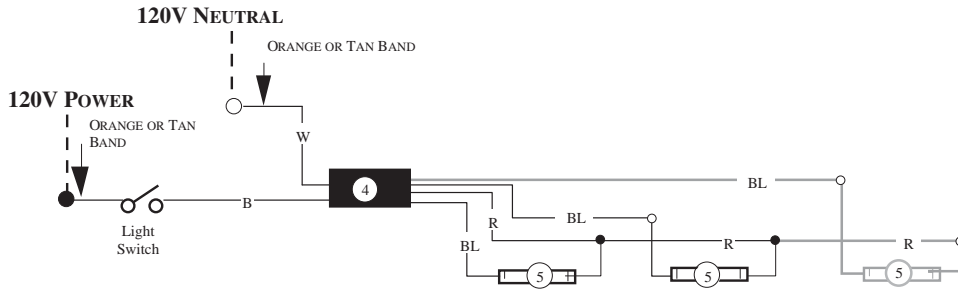 120V NEUTRAL
ORANGE OR TAN BAND
120V POWER
ORANGE OR TAN
BAND
W
4
BL
B
Light
Switch
R
BL
BL
R
R
5
5
5